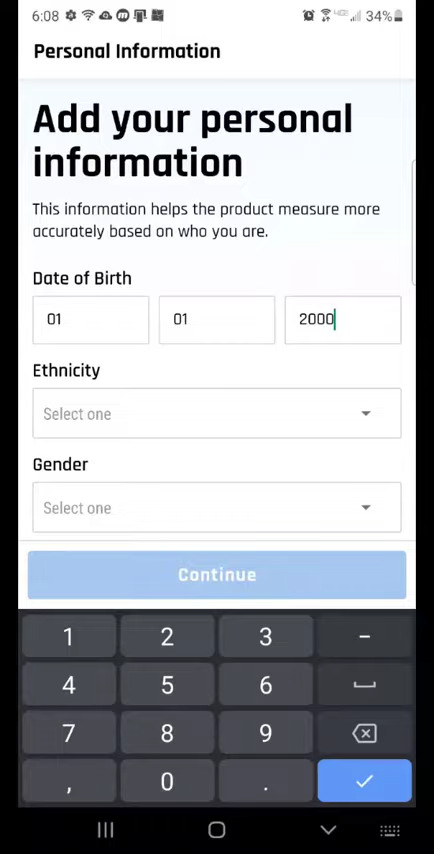 6:08
34%
Personal Information
Add your personal
information
This information helps the product measure more
accurately based on who you are.
Date of Birth
01 01 2000
Ethnicity
Select one
Gender
Select one
Continue
1 2 3 -
4 5 6
7 8 9
, 0 .